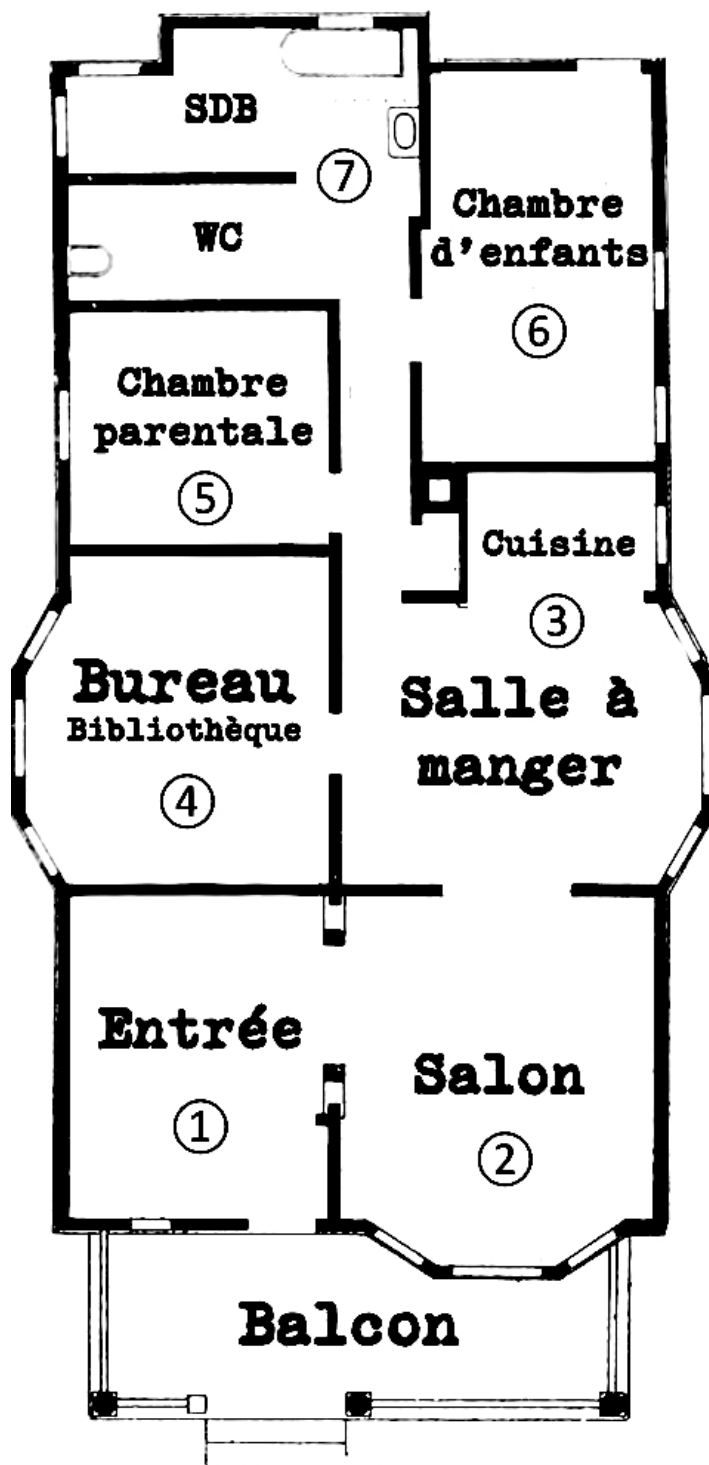 SDB
⑦
WC
Chambre
d'enfants
⑥
Chambre
parentale
⑤
Cuisine
③
Bureau
Bibliothèque
④
Salle à
manger
Entrée
①
Salon
②
Balcon